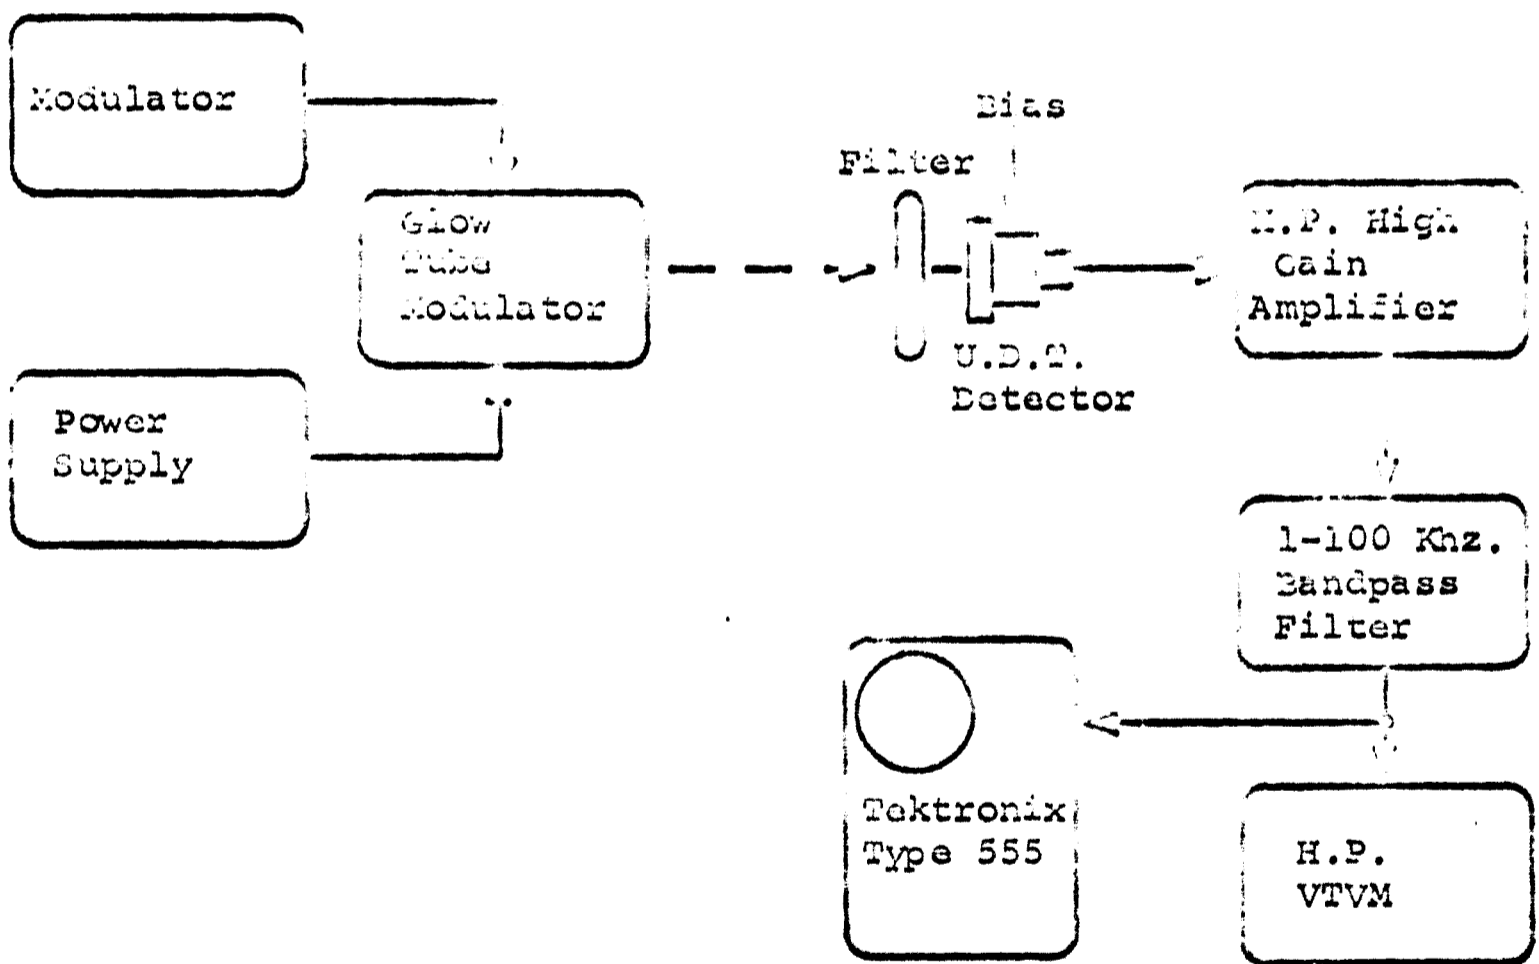 Modulator
Glow
Tube
Modulator
Power
Supply
Filter
Bias
U.D.T.
Detector
H.P. High
Gain
Amplifier
1-100 Khz.
Bandpass
Filter
Tektronix
Type 555
H.P.
VTVM